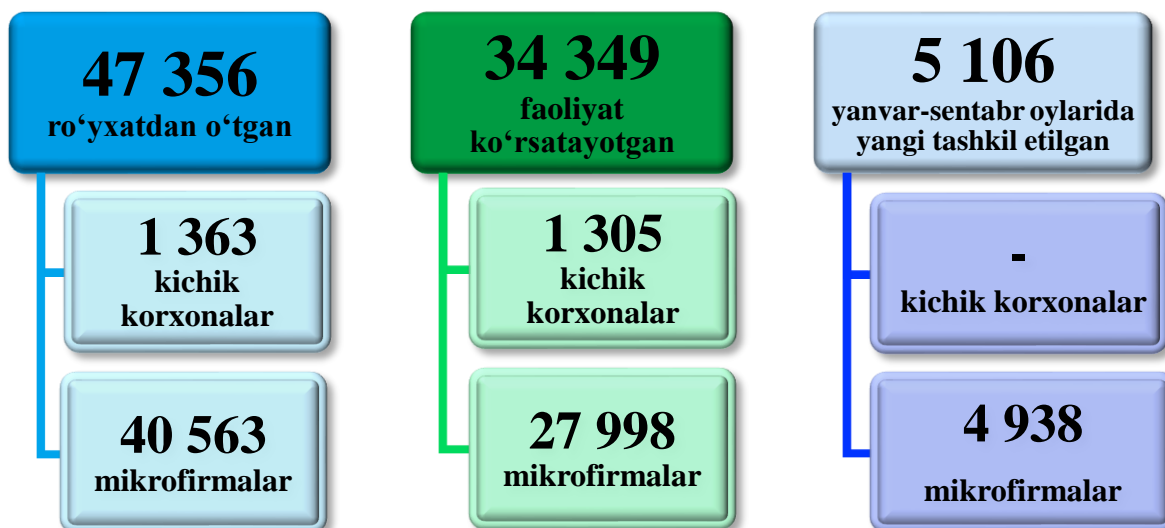 47 356
ro‘yxatdan o‘tgan
1 363
kichik
korxonalar
40 563
mikrofirmalar
34 349
faoliyat
ko‘rsatayotgan
1 305
kichik
korxonalar
27 998
mikrofirmalar
5 106
yanvar-sentabr oylarida
yangi tashkil etilgan
-
kichik korxonalar
4 938
mikrofirmalar